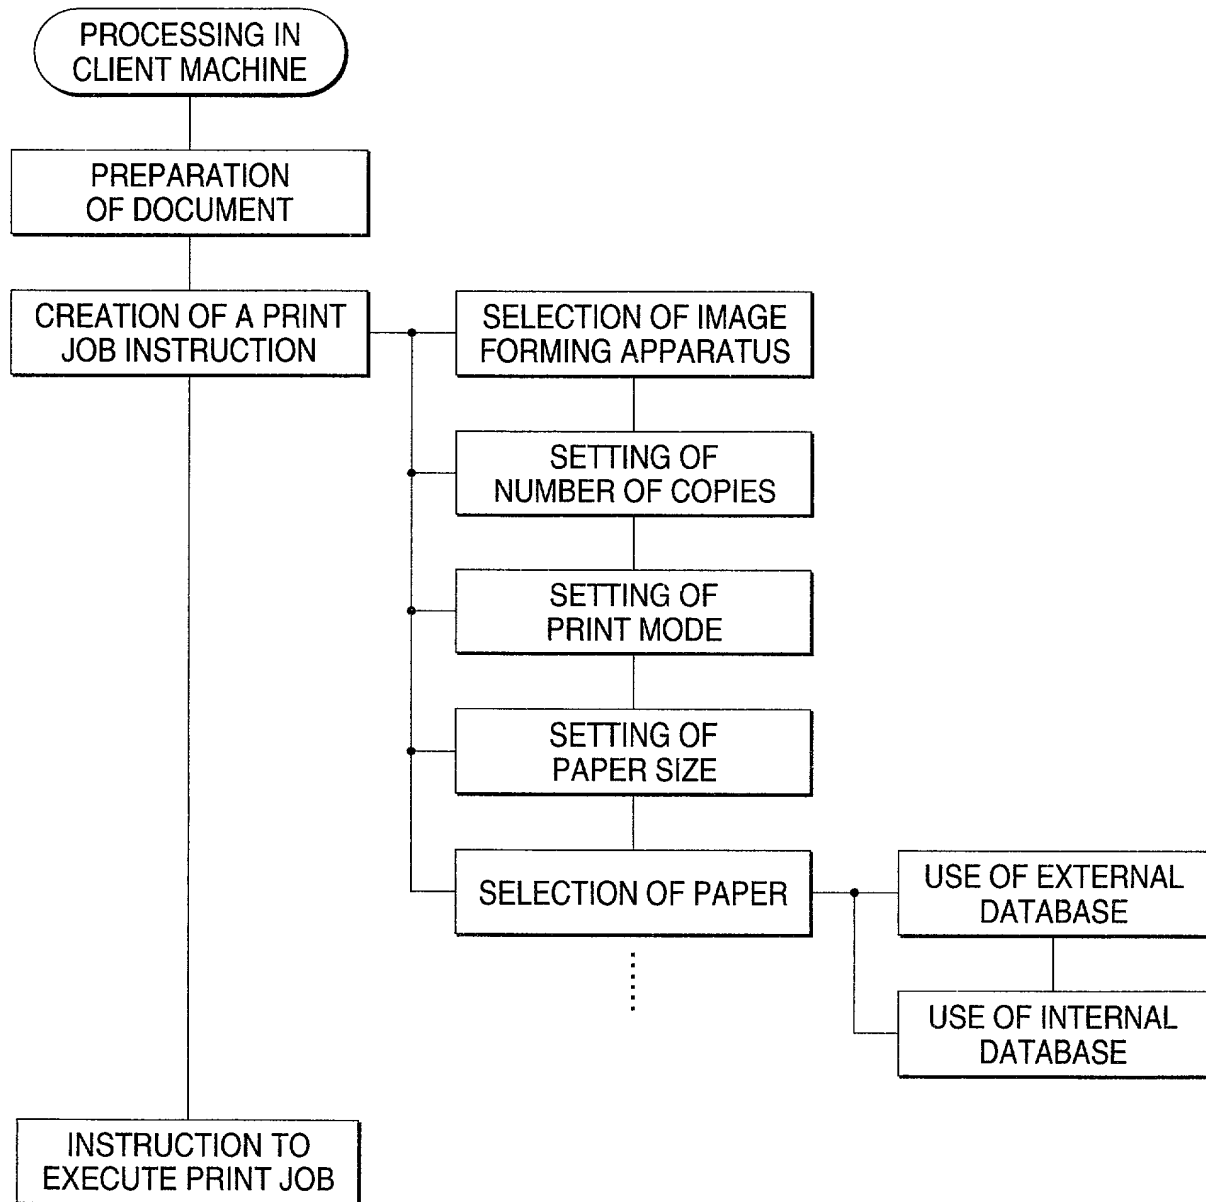 PROCESSING IN
CLIENT MACHINE
PREPARATION
OF DOCUMENT
CREATION OF A PRINT
JOB INSTRUCTION
SELECTION OF IMAGE
FORMING APPARATUS
SETTING OF
NUMBER OF COPIES
SETTING OF
PRINT MODE
SETTING OF
PAPER SIZE
SELECTION OF PAPER
USE OF EXTERNAL
DATABASE
USE OF INTERNAL
DATABASE
INSTRUCTION TO
EXECUTE PRINT JOB